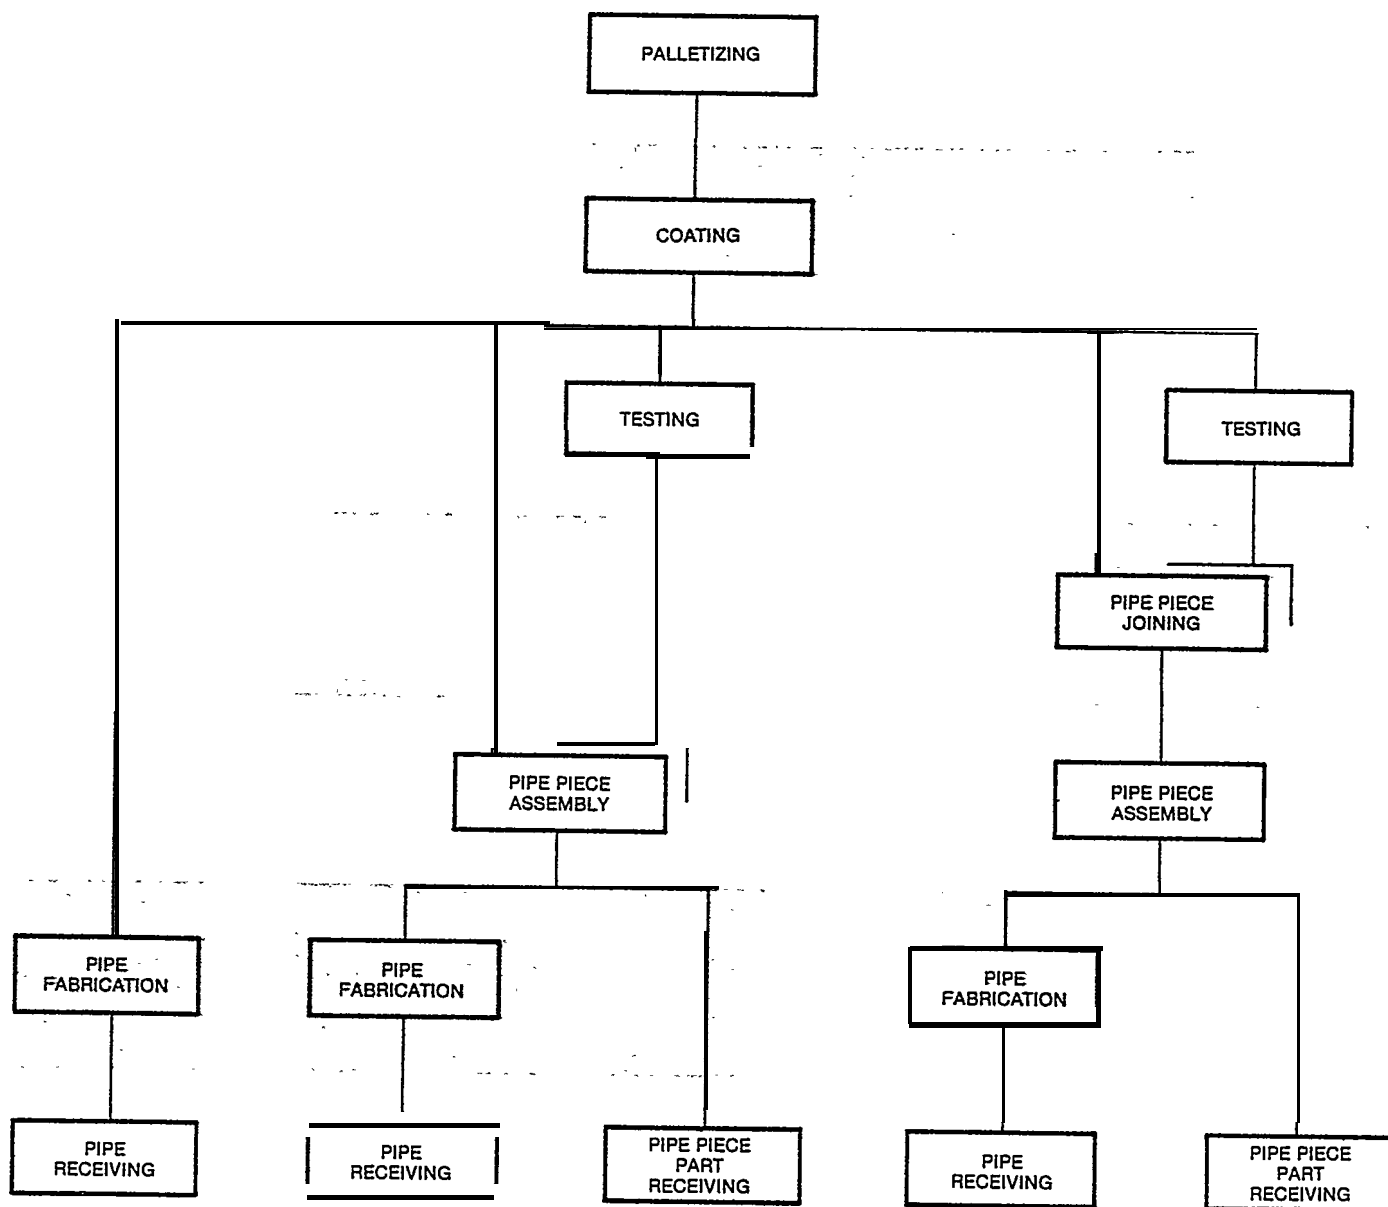 PALLETIZING
COATING
TESTING
TESTING
PIPE PIECE
JOINING
PIPE PIECE
ASSEMBLY
PIPE PIECE
ASSEMBLY
PIPE
FABRICATION
PIPE
FABRICATION
PIPE
FABRICATION
PIPE
RECEIVING
PIPE
RECEIVING
PIPE PIECE
PART
RECEIVING
PIPE
RECEIVING
PIPE PIECE
PART
RECEIVING